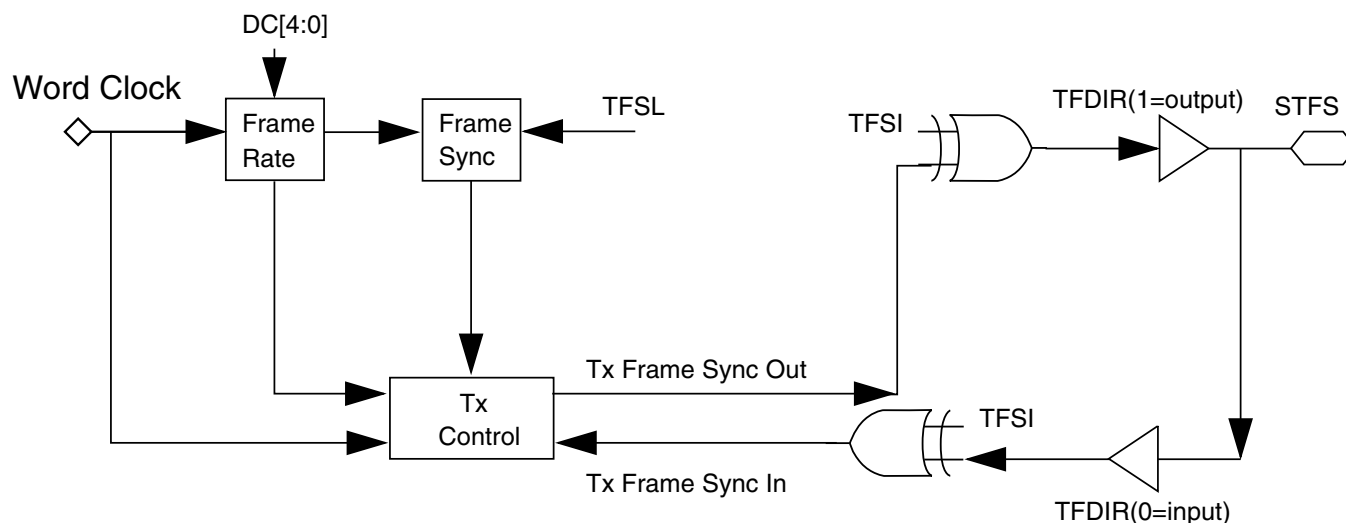 DC[4:0]
Word Clock
Frame
Rate
Frame
Sync
TFSL
TFSI
TFDIR(1=output)
STFS
Tx Frame Sync Out
Tx
Control
TFSI
Tx Frame Sync In
TFDIR(0=input)